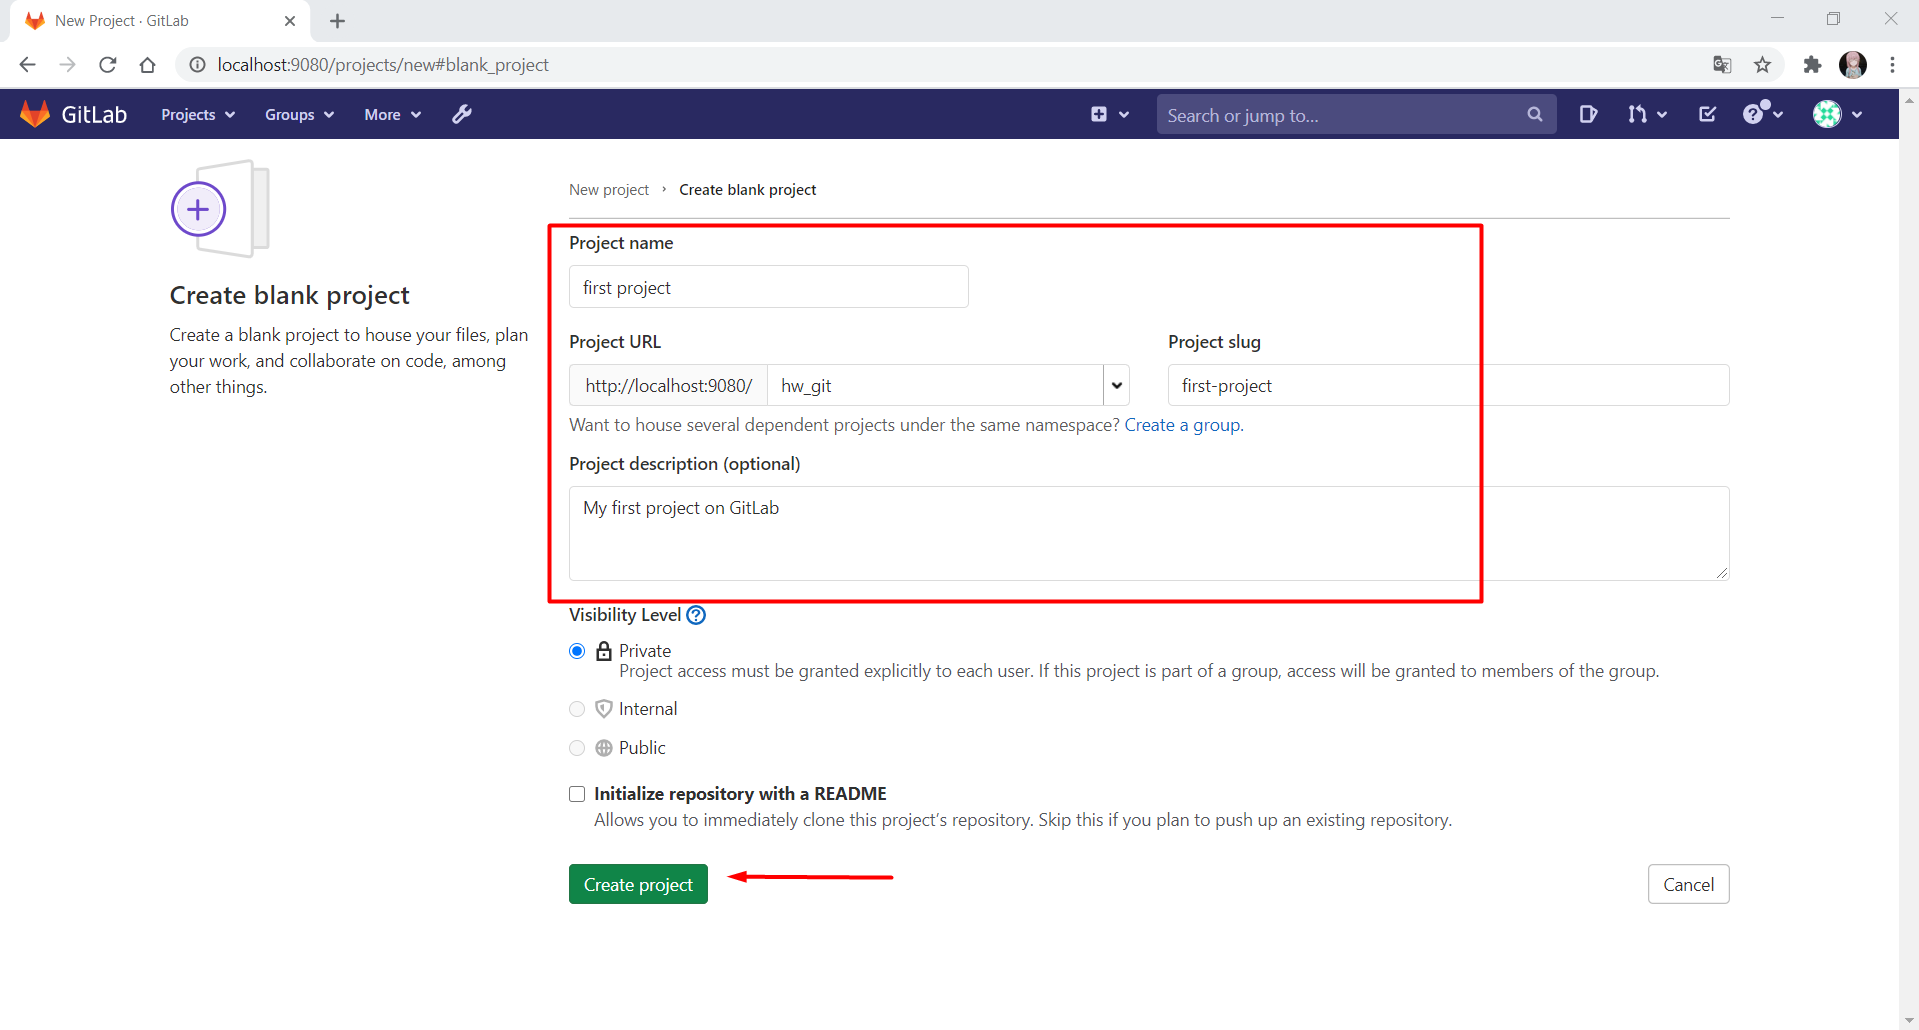 New Project · GitLab
localhost:9080/projects/new#blank_project
GitLab Projects Groups More Search or jump to...
New project › Create blank project
Create blank project
Create a blank project to house your files, plan
your work, and collaborate on code, among
other things.
Project name
first project
Project URL Project slug
http://localhost:9080/ hw_git first-project
Want to house several dependent projects under the same namespace? Create a group.
Project description (optional)
My first project on GitLab
Visibility Level
Private
Project access must be granted explicitly to each user. If this project is part of a group, access will be granted to members of the group.
Internal
Public
Initialize repository with a README
Allows you to immediately clone this project’s repository. Skip this if you plan to push up an existing repository.
Create project Cancel